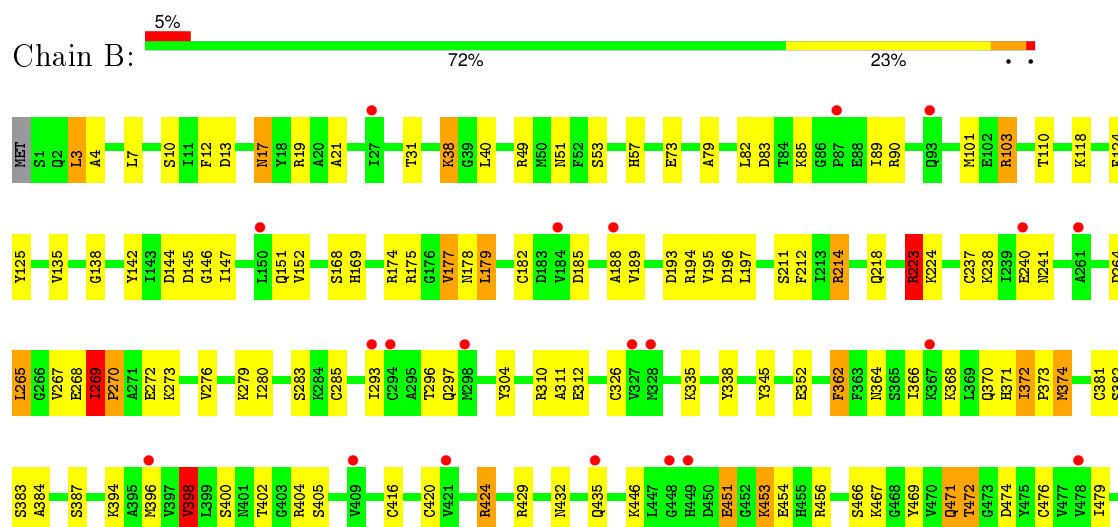 5%
Chain B:
72% 23% • •
MET S1 Q2 L3 A4 L7 S10 I11 F12 D13 N17 Y18 R19 A20 A21 I27 T31 K38 G39 L40 R49 M50 N51 F52 S53 H57 E73 A79 L82 D83 T84 K85 G86 P87 E88 I89 R90 Q93 M101 E102 R103 T110 K118
Y125 V135 G138 Y142 I143 D144 D145 G146 I147 L150 Q151 V152 S168 H169 R174 R175 G176 V177 N178 L179 C182 D183 V184 D185 A188 V189 D193 R194 V195 D196 L197 S211 F212 I213 R214 Q218 R223 K224 C237 K238 I239 E240 N241 A261
L265 G266 V267 E268 I269 P270 A271 E272 K273 V276 K279 I280 S283 K284 C285 I293 C294 A295 T296 Q297 M298 Y304 R310 A311 E312 C326 V327 M328 K335 Y338 Y345 E352 F362 F363 N364 S365 I366 K367 K368 L369 Q370 H371 I372 P373 M374 C381
S383 A384 S387 K394 A395 M396 V397 V398 L399 S400 N401 T402 G403 R404 S405 V409 C416 C420 V421 R424 R429 N432 Q435 K446 L447 G448 H449 D450 E451 G452 K453 E454 H455 R456 S466 K467 G468 Y469 V470 Q471 T472 G473 D474 Y475 C476 V477 V478 I479